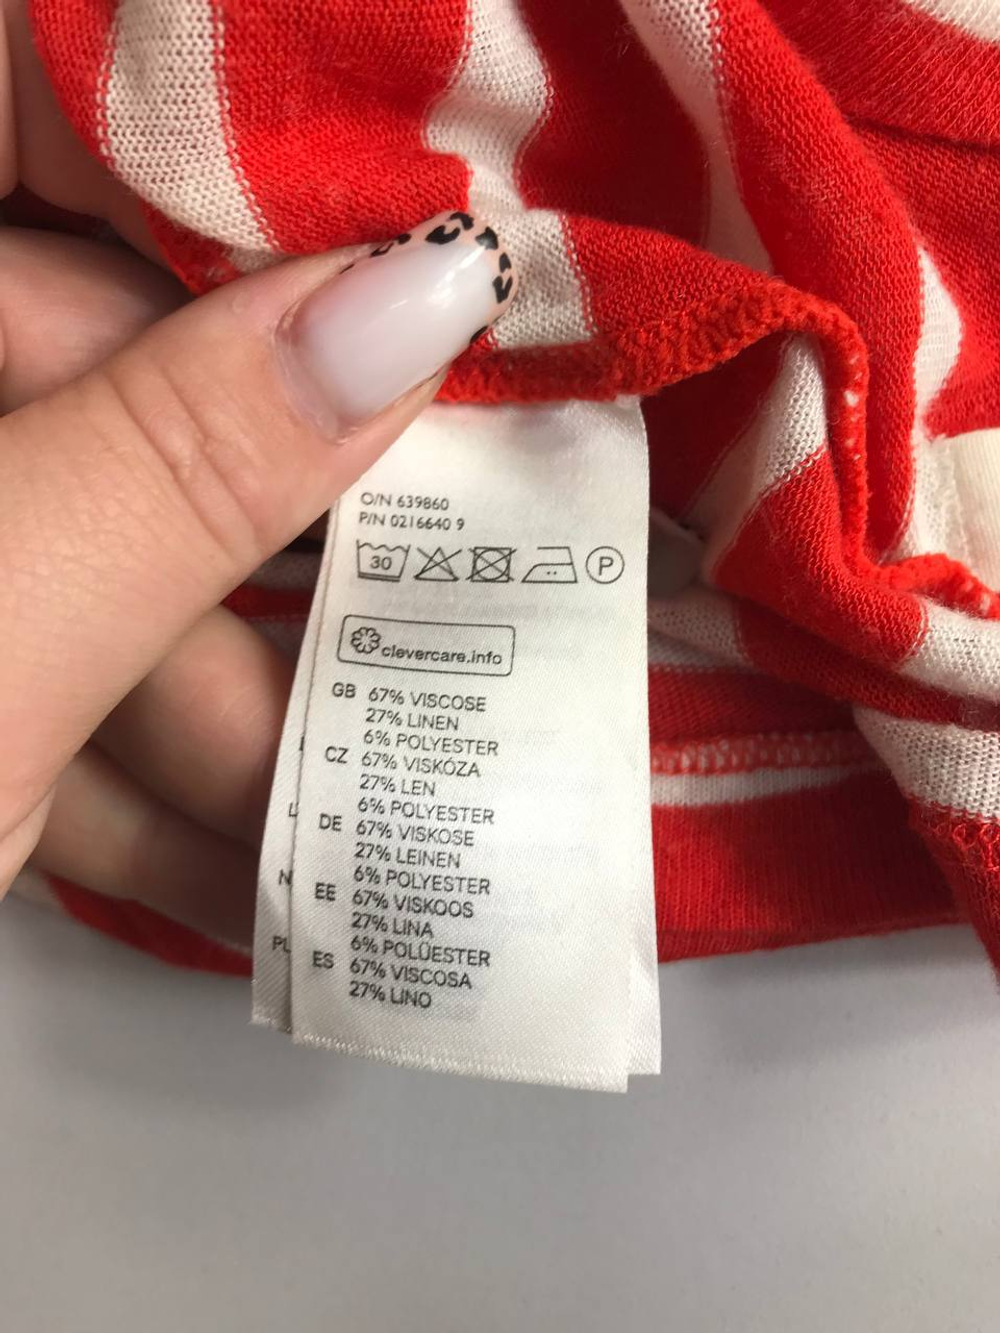 O/N 639860
P/N 0216640 9
30 P
clevercare.info
GB 67% VISCOSE
27% LINEN
6% POLYESTER
CZ 67% VISKÓZA
27% LEN
6% POLYESTER
DE 67% VISKOSE
27% LEINEN
6% POLYESTER
EE 67% VISKOOS
27% LINA
6% POLÜESTER
ES 67% VISCOSA
27% LINO
PL